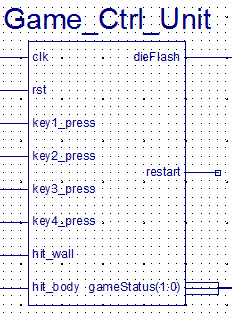 Game_Ctrl_Unit
clk dieFlash
rst
key1_press
key2_press
restart
key3_press
key4_press
hit_wall
hit_body gameStatus(1:0)